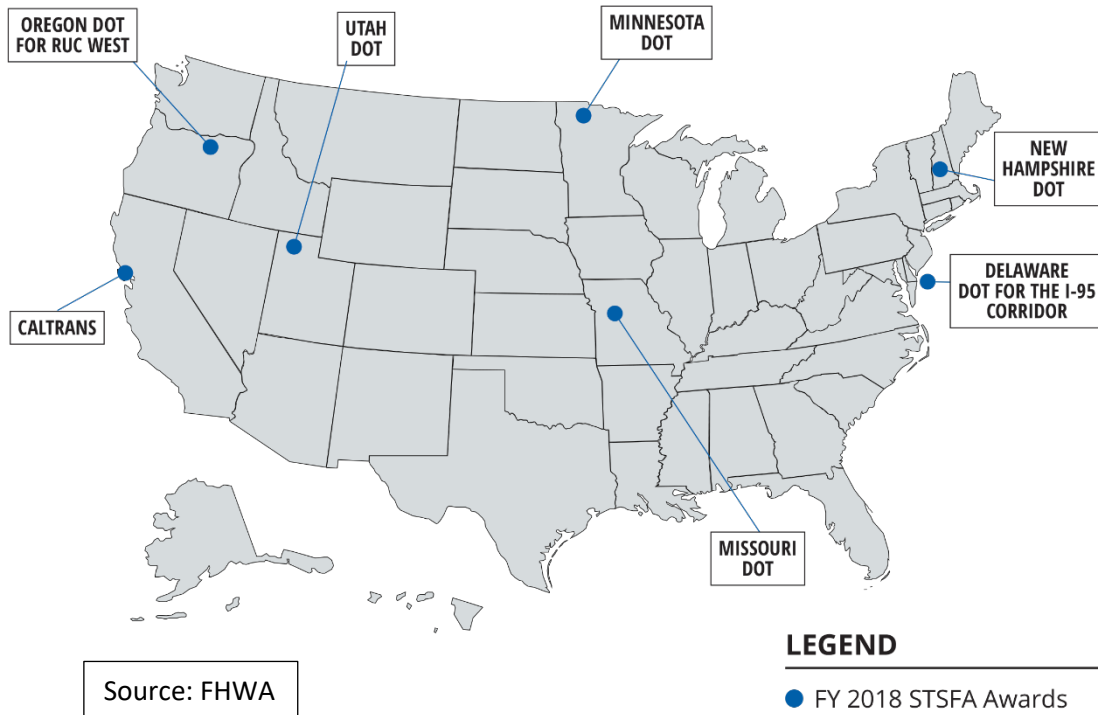 OREGON DOT
FOR RUC WEST
UTAH
DOT
MINNESOTA
DOT
NEW
HAMPSHIRE
DOT
DELAWARE
DOT FOR THE I-95
CORRIDOR
CALTRANS
MISSOURI
DOT
LEGEND
FY 2018 STSFA Awards
Source: FHWA